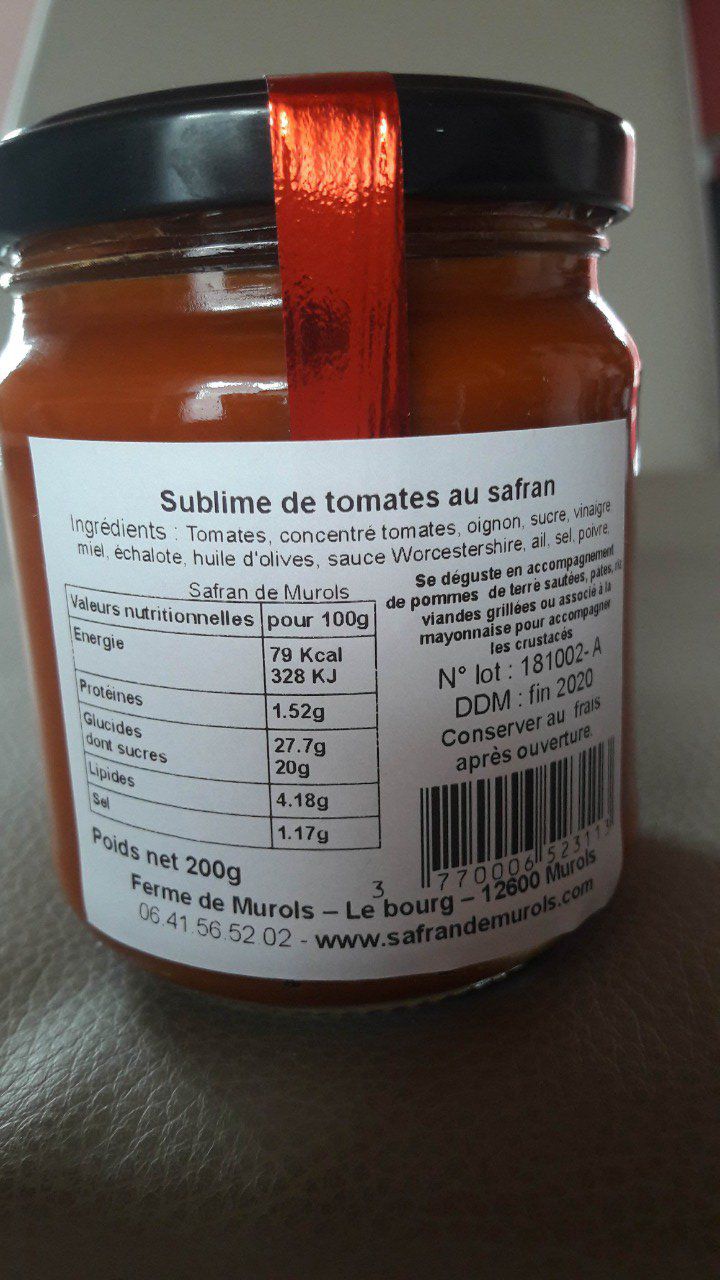 Sublime de tomates au safran
Ingrédients : Tomates, concentré tomates, oignon, sucre, vinaigre,
miel, échalote, huile d'olives, sauce Worcestershire, ail, sel, poivre,
Safran de Murols
Valeurs nutritionnelles pour 100g
Energie 79 Kcal
328 KJ
Protéines 1.52g
Glucides 27.7g
dont sucres 20g
Lipides 4.18g
Sel 1.17g
Se déguste en accompagnement
de pommes de terre sautées, pates, riz
viandes grillées ou associé à la
mayonnaise pour accompagner
les crustacés
N° lot : 181002-A
DDM : fin 2020
Conserver au frais
après ouverture.
3 770006 523113
Poids net 200g
Ferme de Murols – Le bourg – 12600 Murols
06.41.56.52.02 - www.safrandemurols.com